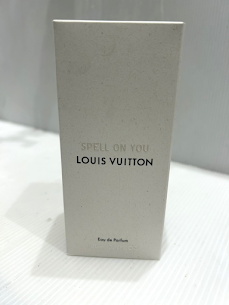 SPELL ON YOU
LOUIS VUITTON
Eau de Parfum